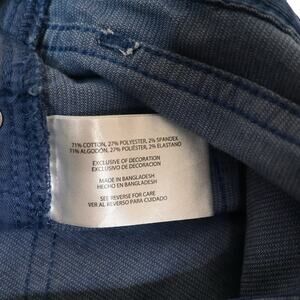 71% COTTON, 27% POLYESTER, 2% SPANDEX
71% ALGODÓN, 27% POLIÉSTER, 2% ELASTANO
EXCLUSIVE OF DECORATION
EXCLUSIVO DE DECORACIÓN
MADE IN BANGLADESH
HECHO EN BANGLADESH
SEE REVERSE FOR CARE
VER AL REVERSO PARA CUIDADO